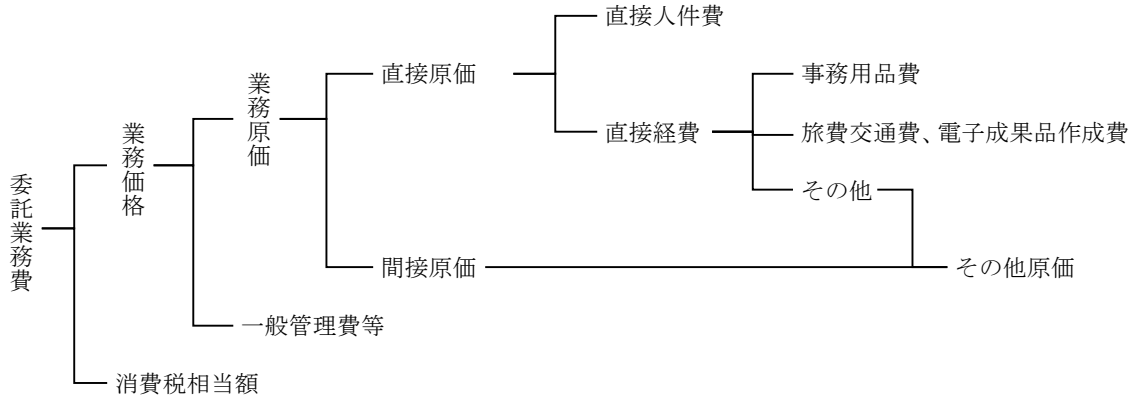 直接人件費
直接原価
事務用品費
業務原価
直接経費
旅費交通費、電子成果品作成費
業務価格
委託業務費
その他
間接原価
その他原価
一般管理費等
消費税相当額